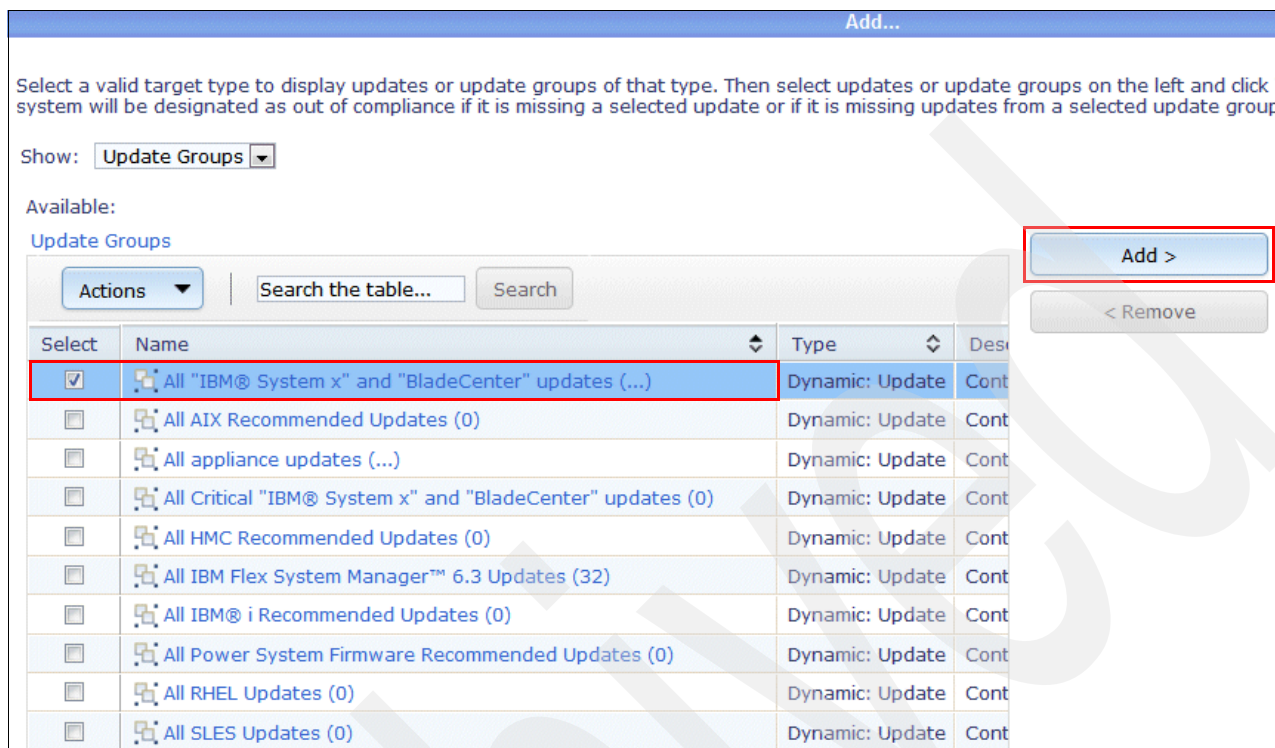 Add...
Select a valid target type to display updates or update groups of that type. Then select updates or update groups on the left and click
system will be designated as out of compliance if it is missing a selected update or if it is missing updates from a selected update group
Show: Update Groups
Available:
Update Groups
Actions Search the table... Search
Add >
< Remove
Select Name Type Desc
All "IBM® System x" and "BladeCenter" updates (...) Dynamic: Update Cont
All AIX Recommended Updates (0) Dynamic: Update Cont
All appliance updates (...) Dynamic: Update Cont
All Critical "IBM® System x" and "BladeCenter" updates (0) Dynamic: Update Cont
All HMC Recommended Updates (0) Dynamic: Update Cont
All IBM Flex System Manager™ 6.3 Updates (32) Dynamic: Update Cont
All IBM® i Recommended Updates (0) Dynamic: Update Cont
All Power System Firmware Recommended Updates (0) Dynamic: Update Cont
All RHEL Updates (0) Dynamic: Update Cont
All SLES Updates (0) Dynamic: Update Cont